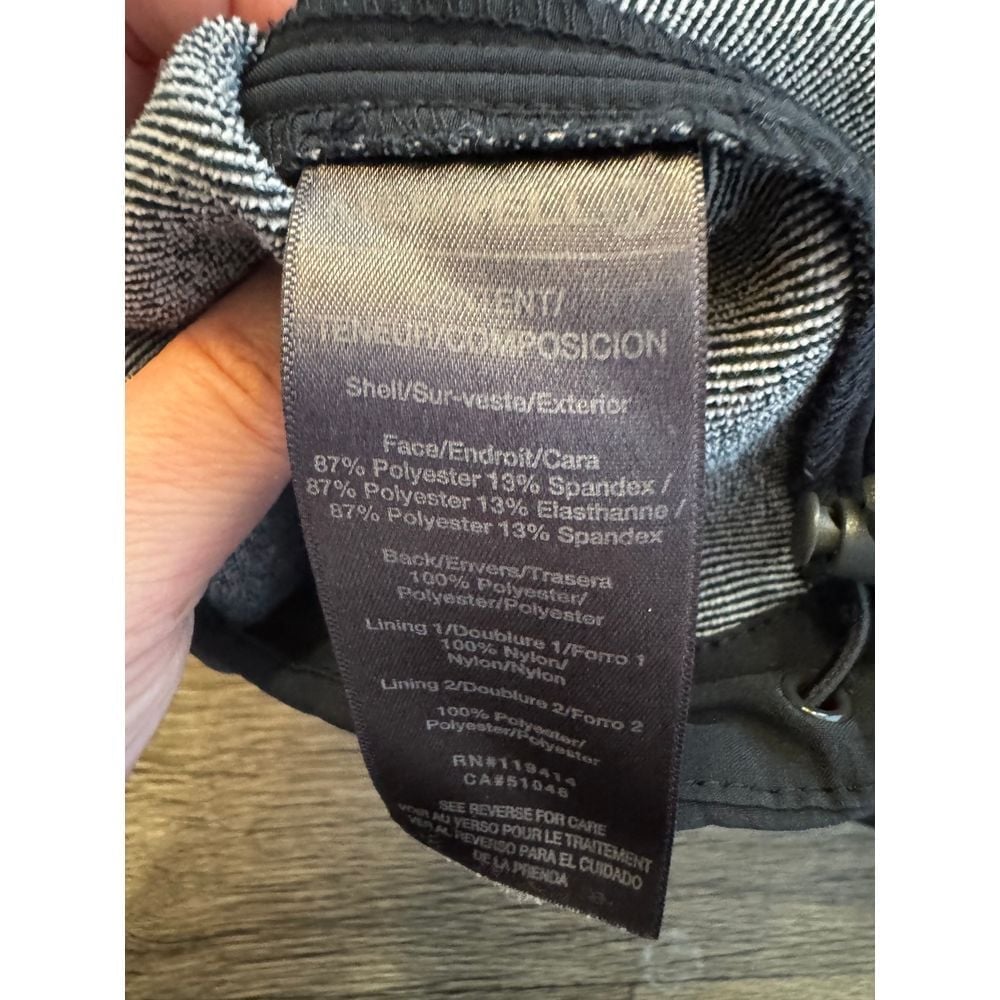 TENEUR/COMPOSICION
Shell/Sur-veste/Exterior
Face/Endroit/Cara
87% Polyester 13% Spandex /
87% Polyester 13% Elasthanne /
87% Polyester 13% Spandex
Back/Envers/Trasera
100% Polyester/
Polyester/Polyester
Lining 1/Doublure 1/Forro 1
100% Nylon/
Nylon/Nylon
Lining 2/Doublure 2/Forro 2
100% Polyester/
Polyester/Polyester
RN#119414
CA#51046
SEE REVERSE FOR CARE
VOIR AU VERSO POUR LE TRAITEMENT
VER AL REVERSO PARA EL CUIDADO
DE LA PRENDA